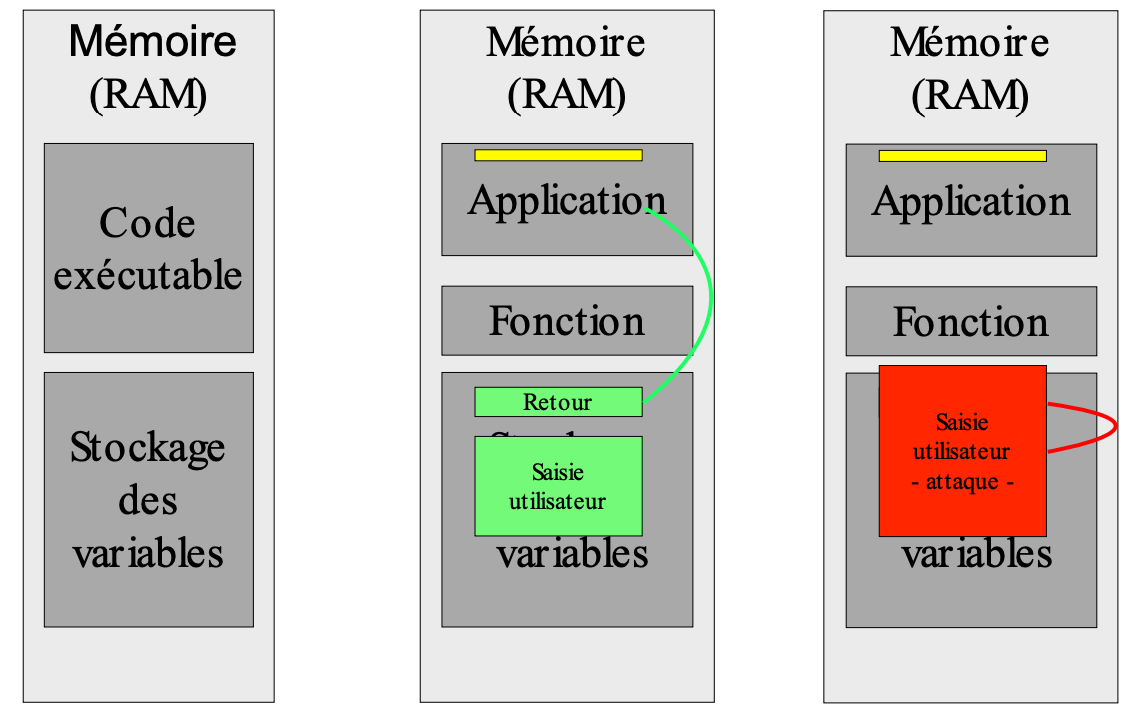 Mémoire
(RAM)
Code
exécutable
Stockage
des
variables
Mémoire
(RAM)
Application
Fonction
Retour
Saisie
utilisateur
variables
Mémoire
(RAM)
Application
Fonction
Saisie
utilisateur
- attaque -
variables